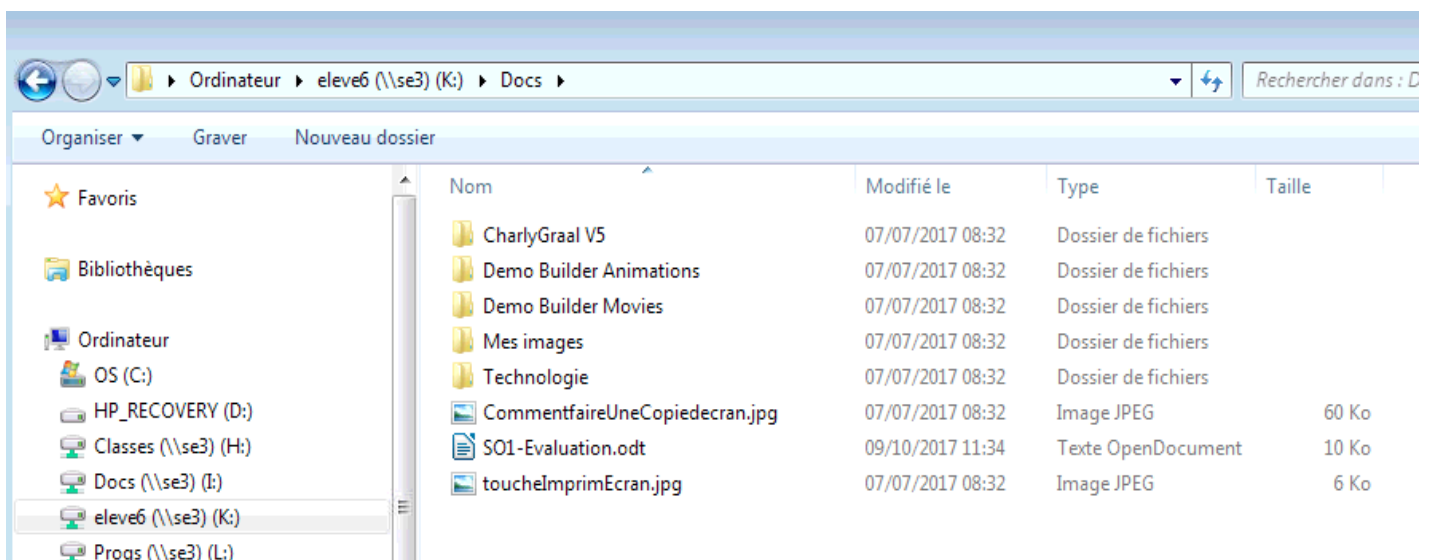 Ordinateur eleve6 (\\se3) (K:) Docs
Rechercher dans : D
Organiser Graver Nouveau dossier
Favoris
Bibliothèques
Ordinateur
OS (C:)
HP_RECOVERY (D:)
Classes (\\se3) (H:)
Docs (\\se3) (I:)
eleve6 (\\se3) (K:)
Progs (\\se3) (L:)
Nom Modifié le Type Taille
CharlyGraal V5 07/07/2017 08:32 Dossier de fichiers
Demo Builder Animations 07/07/2017 08:32 Dossier de fichiers
Demo Builder Movies 07/07/2017 08:32 Dossier de fichiers
Mes images 07/07/2017 08:32 Dossier de fichiers
Technologie 07/07/2017 08:32 Dossier de fichiers
CommentfaireUneCopiedecran.jpg 07/07/2017 08:32 Image JPEG 60 Ko
SO1-Evaluation.odt 09/10/2017 11:34 Texte OpenDocument 10 Ko
toucheImprimEcran.jpg 07/07/2017 08:32 Image JPEG 6 Ko